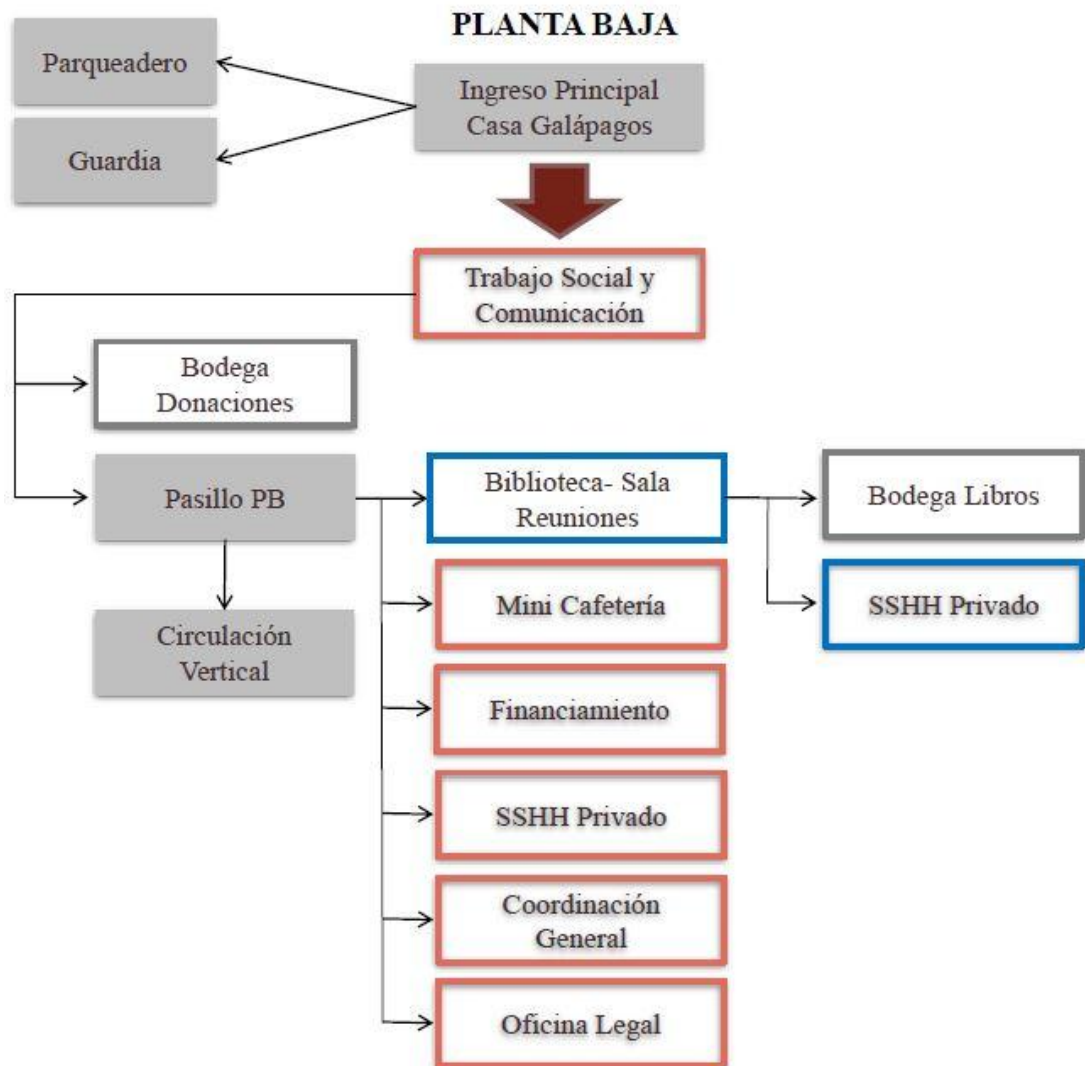 PLANTA BAJA
Parqueadero
Ingreso Principal
Casa Galápagos
Guardia
Trabajo Social y
Comunicación
Bodega
Donaciones
Pasillo PB
Biblioteca- Sala
Reuniones
Bodega Libros
Mini Cafetería
SSHH Privado
Circulación
Vertical
Financiamiento
SSHH Privado
Coordinación
General
Oficina Legal